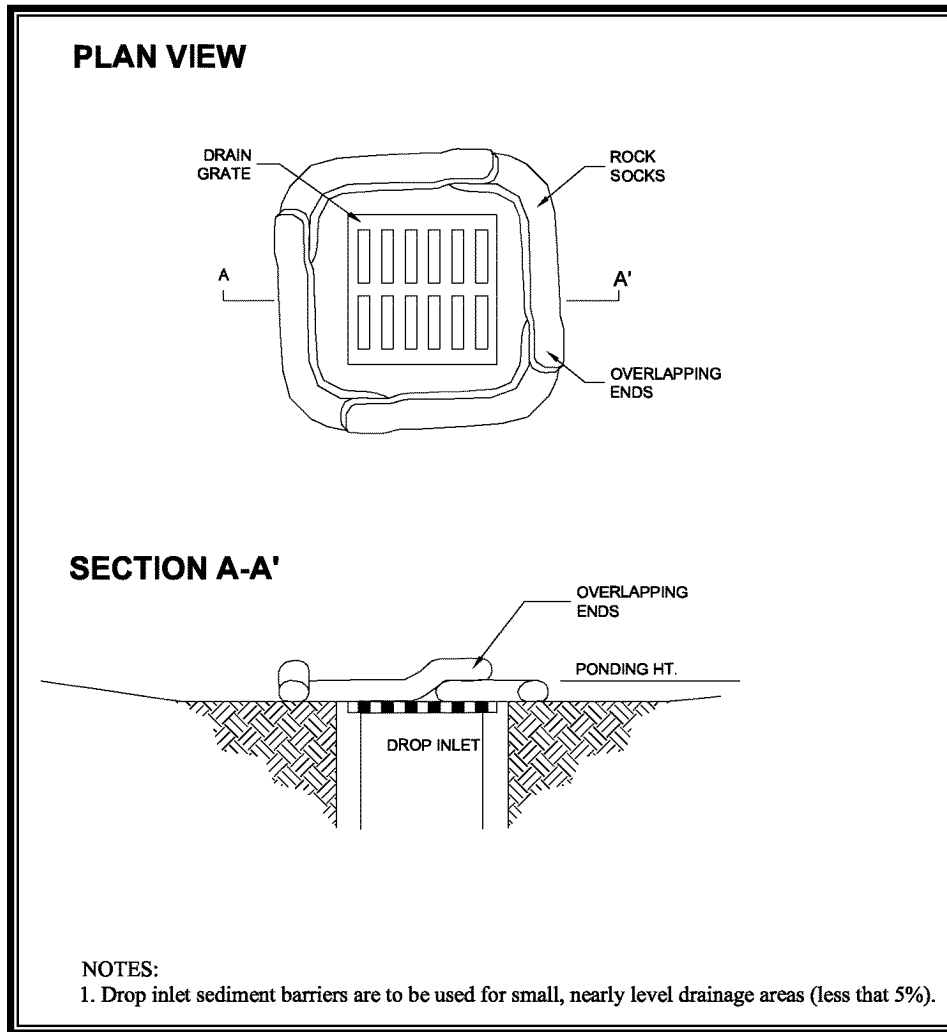 PLAN VIEW
DRAIN
GRATE
ROCK
SOCKS
A
A'
OVERLAPPING
ENDS
SECTION A-A'
OVERLAPPING
ENDS
PONDING HT.
DROP INLET
NOTES:
1. Drop inlet sediment barriers are to be used for small, nearly level drainage areas (less that 5%).